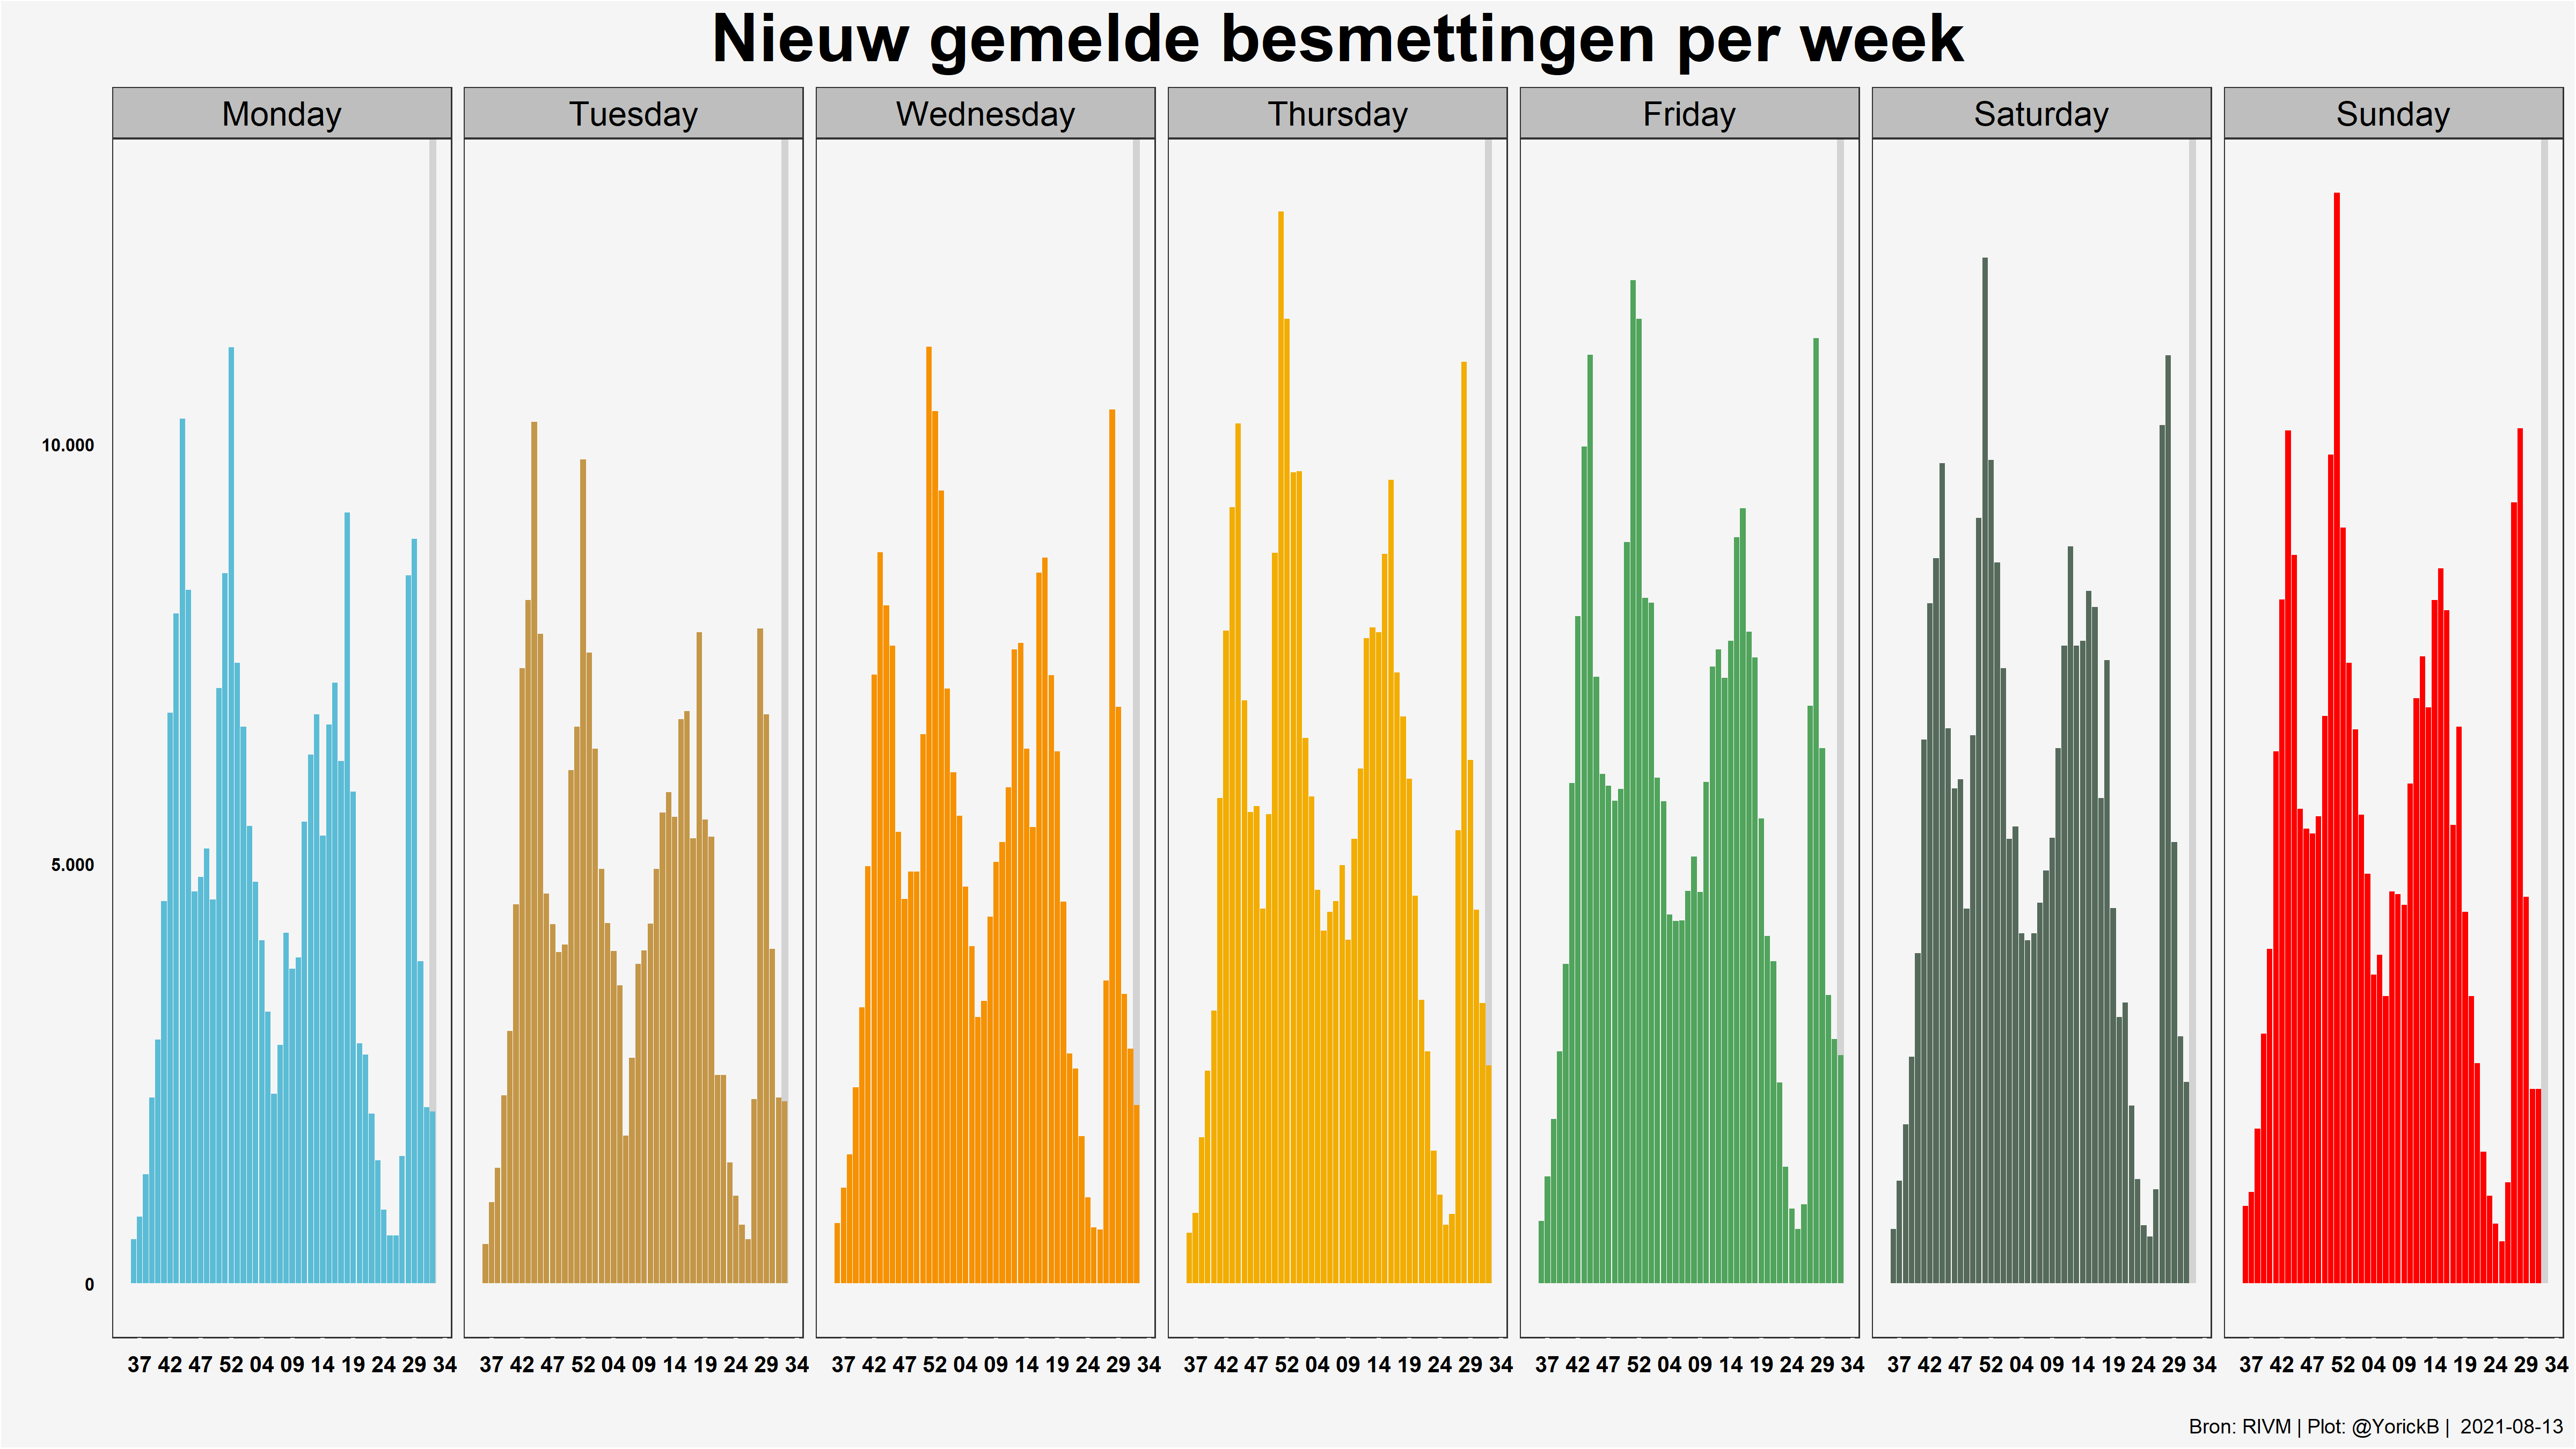 Nieuw gemelde besmettingen per week
Monday Tuesday Wednesday Thursday Friday Saturday Sunday
10.000
5.000
0
37 42 47 52 04 09 14 19 24 29 34 37 42 47 52 04 09 14 19 24 29 34 37 42 47 52 04 09 14 19 24 29 34 37 42 47 52 04 09 14 19 24 29 34 37 42 47 52 04 09 14 19 24 29 34 37 42 47 52 04 09 14 19 24 29 34 37 42 47 52 04 09 14 19 24 29 34
Bron: RIVM | Plot: @YorickB | 2021-08-13